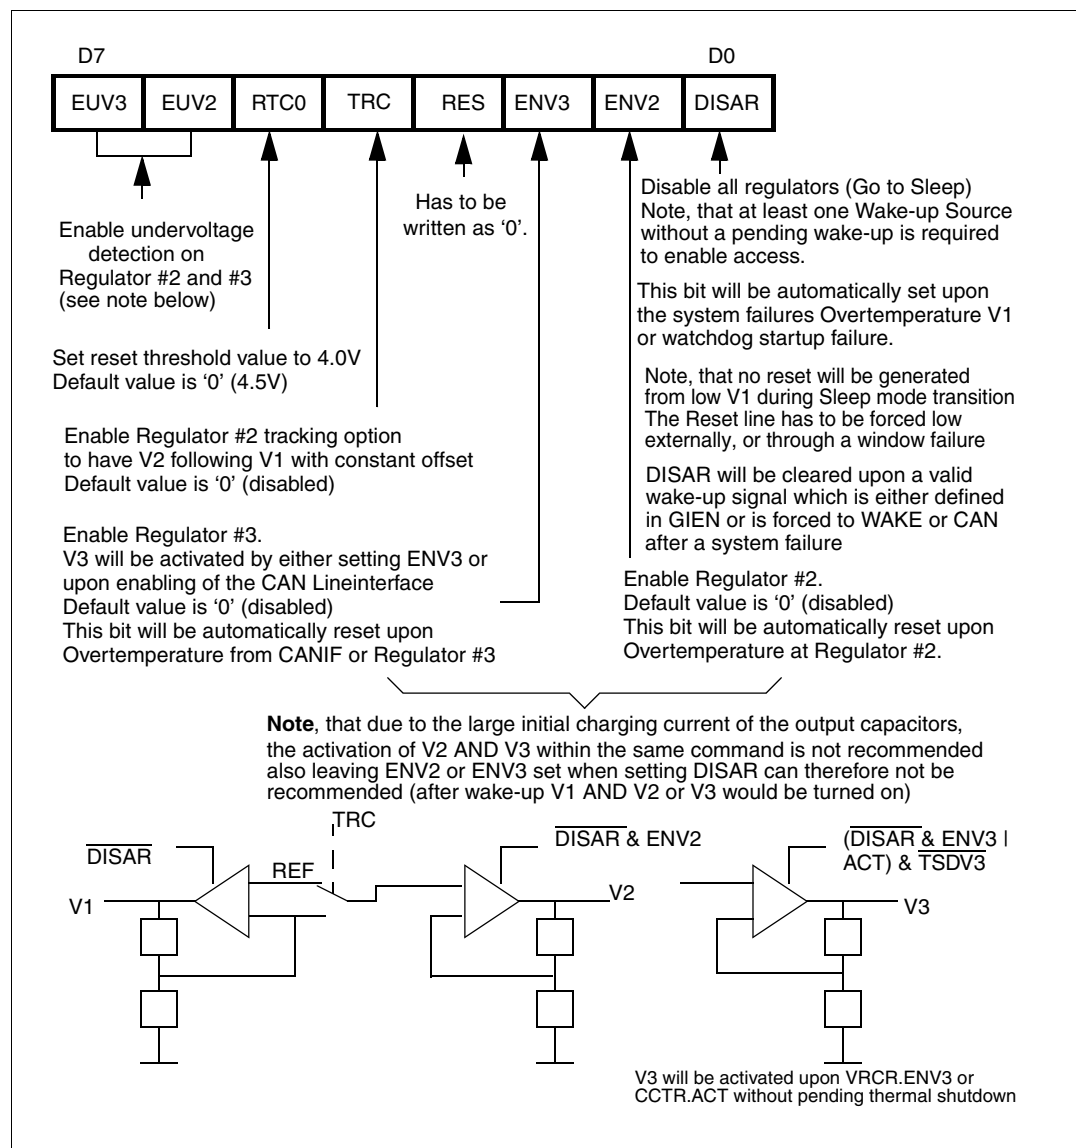 D7
D0
EUV3 EUV2 RTC0 TRC RES ENV3 ENV2 DISAR
Enable undervoltage
detection on
Regulator #2 and #3
(see note below)
Has to be
written as ‘0’.
Disable all regulators (Go to Sleep)
Note, that at least one Wake-up Source
without a pending wake-up is required
to enable access.
This bit will be automatically set upon
the system failures Overtemperature V1
or watchdog startup failure.
Note, that no reset will be generated
from low V1 during Sleep mode transition
The Reset line has to be forced low
externally, or through a window failure
DISAR will be cleared upon a valid
wake-up signal which is either defined
in GIEN or is forced to WAKE or CAN
after a system failure
Set reset threshold value to 4.0V
Default value is ‘0’ (4.5V)
Enable Regulator #2 tracking option
to have V2 following V1 with constant offset
Default value is ‘0’ (disabled)
Enable Regulator #3.
V3 will be activated by either setting ENV3 or
upon enabling of the CAN Lineinterface
Default value is ‘0’ (disabled)
This bit will be automatically reset upon
Overtemperature from CANIF or Regulator #3
Enable Regulator #2.
Default value is ‘0’ (disabled)
This bit will be automatically reset upon
Overtemperature at Regulator #2.
Note, that due to the large initial charging current of the output capacitors,
the activation of V2 AND V3 within the same command is not recommended
also leaving ENV2 or ENV3 set when setting DISAR can therefore not be
recommended (after wake-up V1 AND V2 or V3 would be turned on)
TRC
DISAR
REF
V1
DISAR & ENV2
V2
(DISAR & ENV3 |
ACT) & TSDV3
V3
V3 will be activated upon VRCR.ENV3 or
CCTR.ACT without pending thermal shutdown